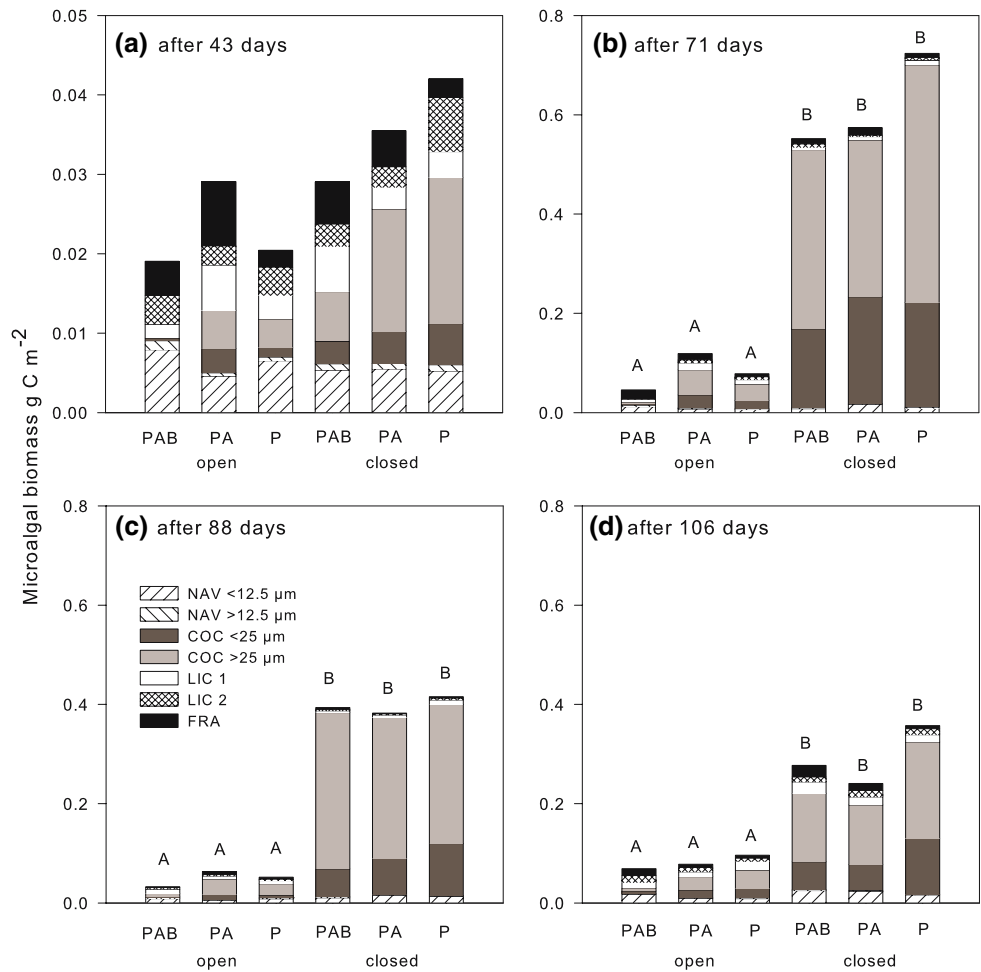 Microalgal biomass g C m-2
(a) after 43 days
0.05
0.04
0.03
0.02
0.01
0.00
PAB PA P PAB PA P
open closed
(b) after 71 days
0.8
0.6
0.4
0.2
0.0
A A A B B B
PAB PA P PAB PA P
open closed
(c) after 88 days
0.8
0.6
0.4
0.2
0.0
NAV <12.5 µm
NAV >12.5 µm
COC <25 µm
COC >25 µm
LIC 1
LIC 2
FRA
A A A B B B
PAB PA P PAB PA P
open closed
(d) after 106 days
0.8
0.6
0.4
0.2
0.0
A A A B B B
PAB PA P PAB PA P
open closed